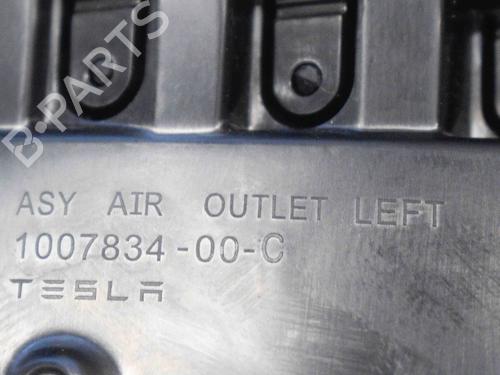 B-PARTS
ASY AIR OUTLET LEFT
1007834-00-C
TESLA